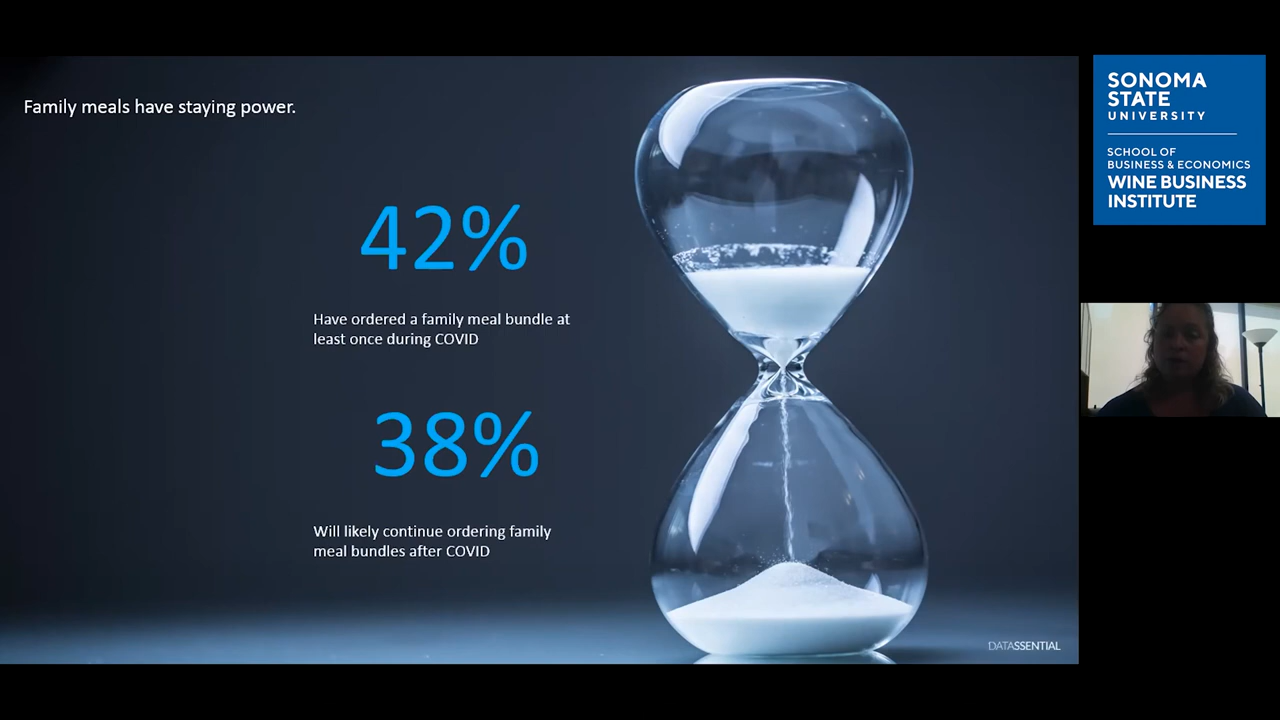 Family meals have staying power.
42%
Have ordered a family meal bundle at
least once during COVID
38%
Will likely continue ordering family
meal bundles after COVID
DATASSENTIAL
SONOMA
STATE
UNIVERSITY
SCHOOL OF
BUSINESS & ECONOMICS
WINE BUSINESS
INSTITUTE